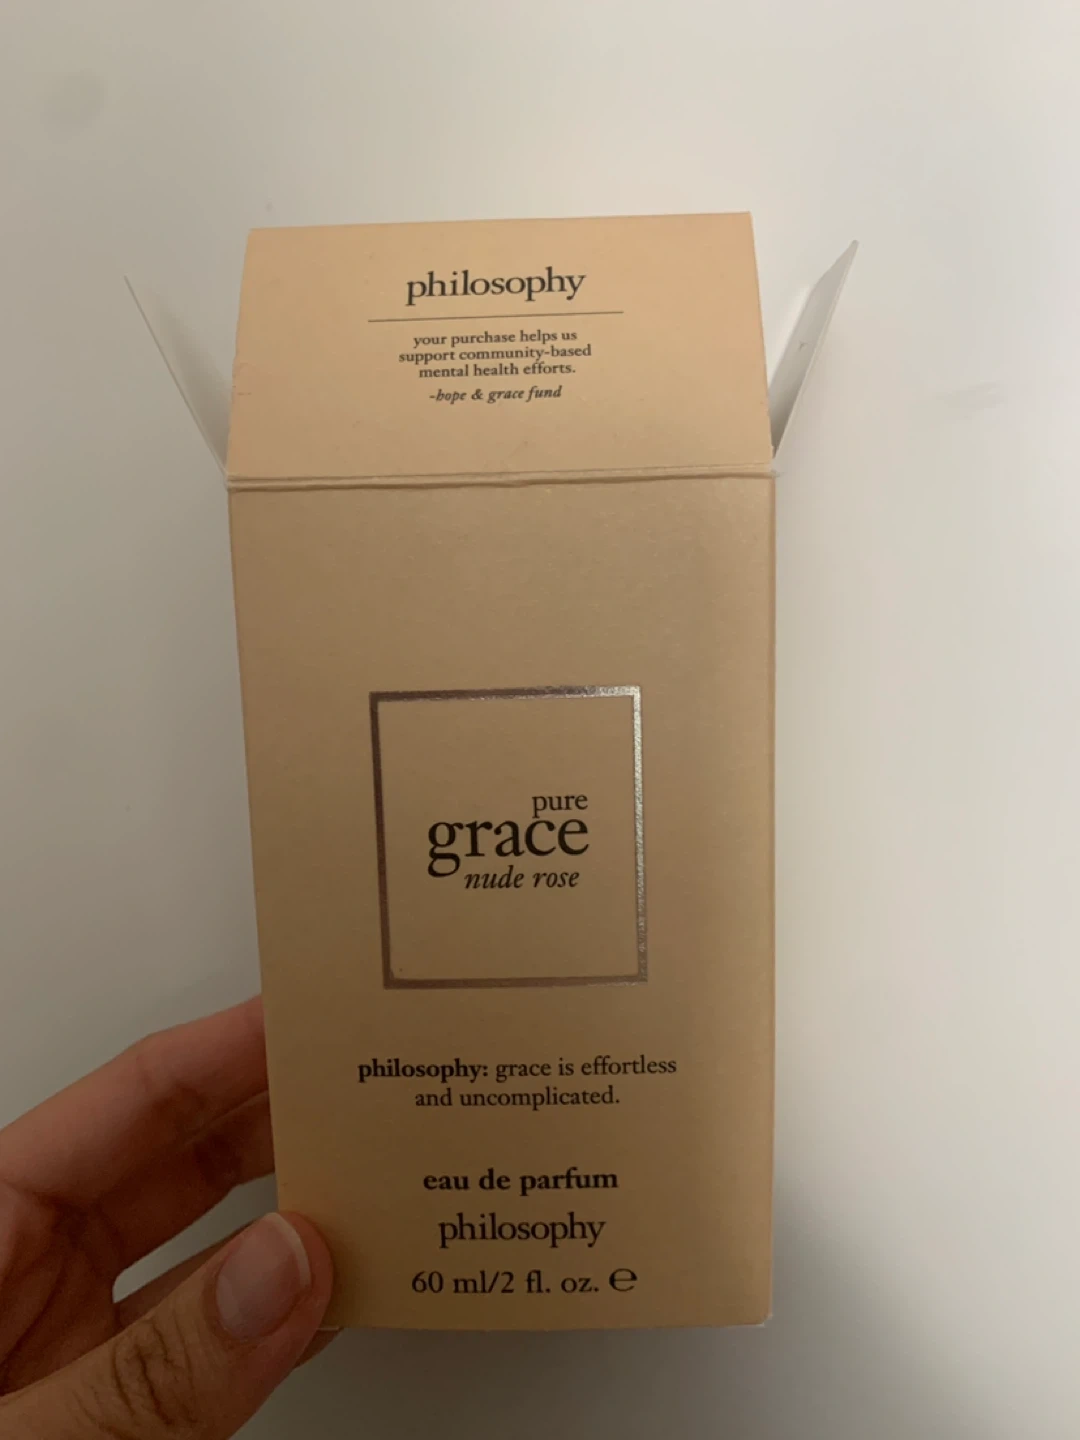 philosophy
your purchase helps us
support community-based
mental health efforts.
-hope & grace fund
pure
grace
nude rose
philosophy: grace is effortless
and uncomplicated.
eau de parfum
philosophy
60 ml/2 fl. oz. ℮